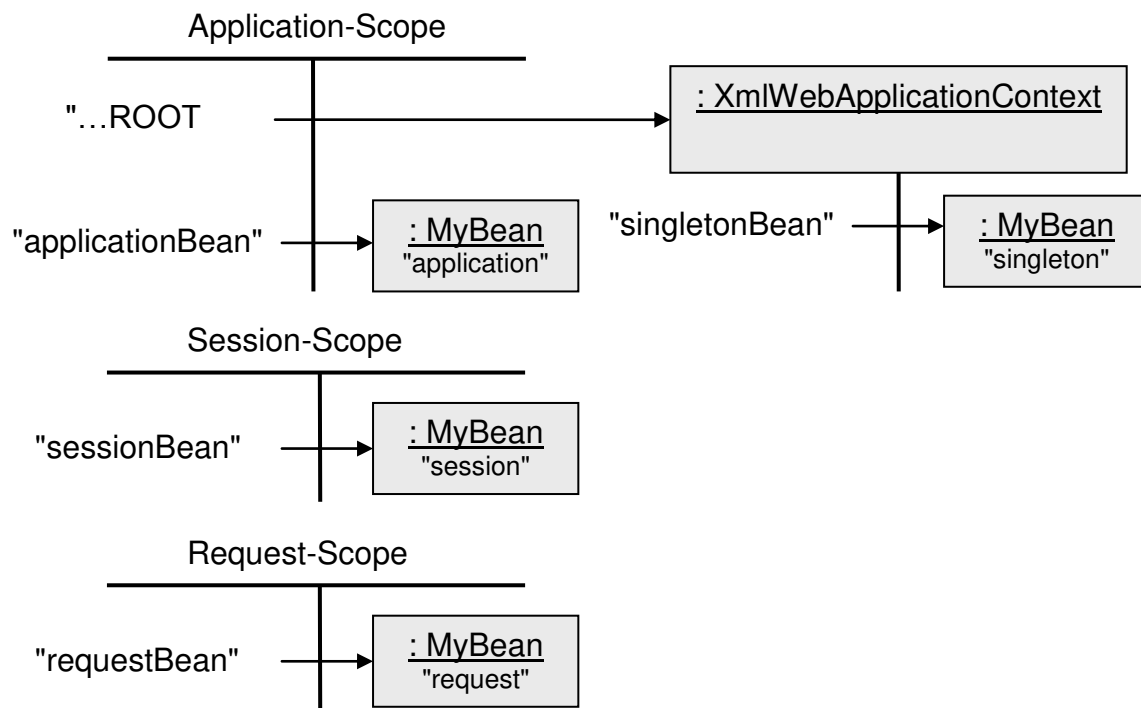 Application-Scope
"…ROOT
: XmlWebApplicationContext
"applicationBean"
: MyBean
"application"
"singletonBean"
: MyBean
"singleton"
Session-Scope
"sessionBean"
: MyBean
"session"
Request-Scope
"requestBean"
: MyBean
"request"